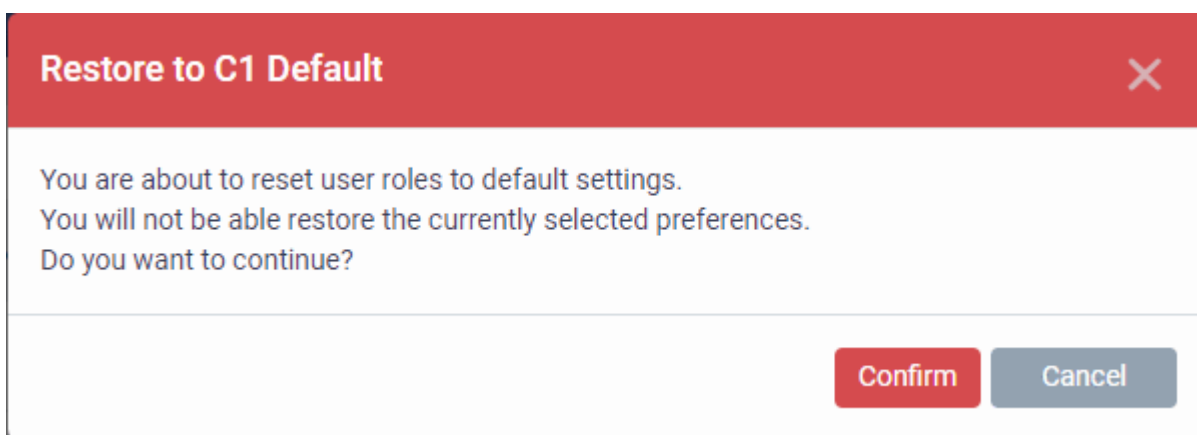 Restore to C1 Default
You are about to reset user roles to default settings.
You will not be able restore the currently selected preferences.
Do you want to continue?
Confirm Cancel